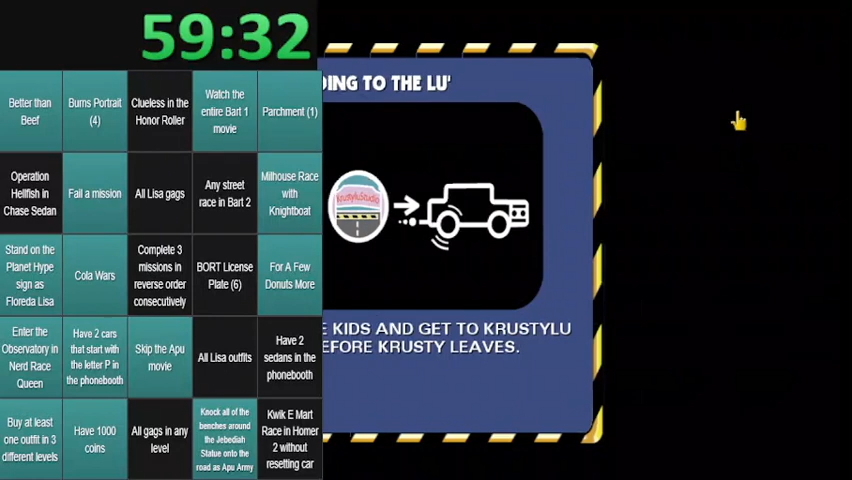 59:32
Better than
Beef
Burns Portrait
(4)
Clueless in the
Honor Roller
Watch the
entire Bart 1
movie
Parchment (1)
Operation
Hellfish in
Chase Sedan
Fail a mission
All Lisa gags
Any street
race in Bart 2
Milhouse Race
with
Knightboat
Stand on the
Planet Hype
sign as
Floreda Lisa
Cola Wars
Complete 3
missions in
reverse order
consecutively
BORT License
Plate (6)
For A Few
Donuts More
Enter the
Observatory in
Nerd Race
Queen
Have 2 cars
that start with
the letter P in
the phonebooth
Skip the Apu
movie
All Lisa outfits
Have 2
sedans in the
phonebooth
Buy at least
one outfit in 3
different levels
Have 1000
coins
All gags in any
level
Knock all of the
benches around
the Jebediah
Statue onto the
road as Apu Army
Kwik E Mart
Race in Homer
2 without
resetting car
DING TO THE LU'
KrustyluStudio
E KIDS AND GET TO KRUSTYLU
EFORE KRUSTY LEAVES.